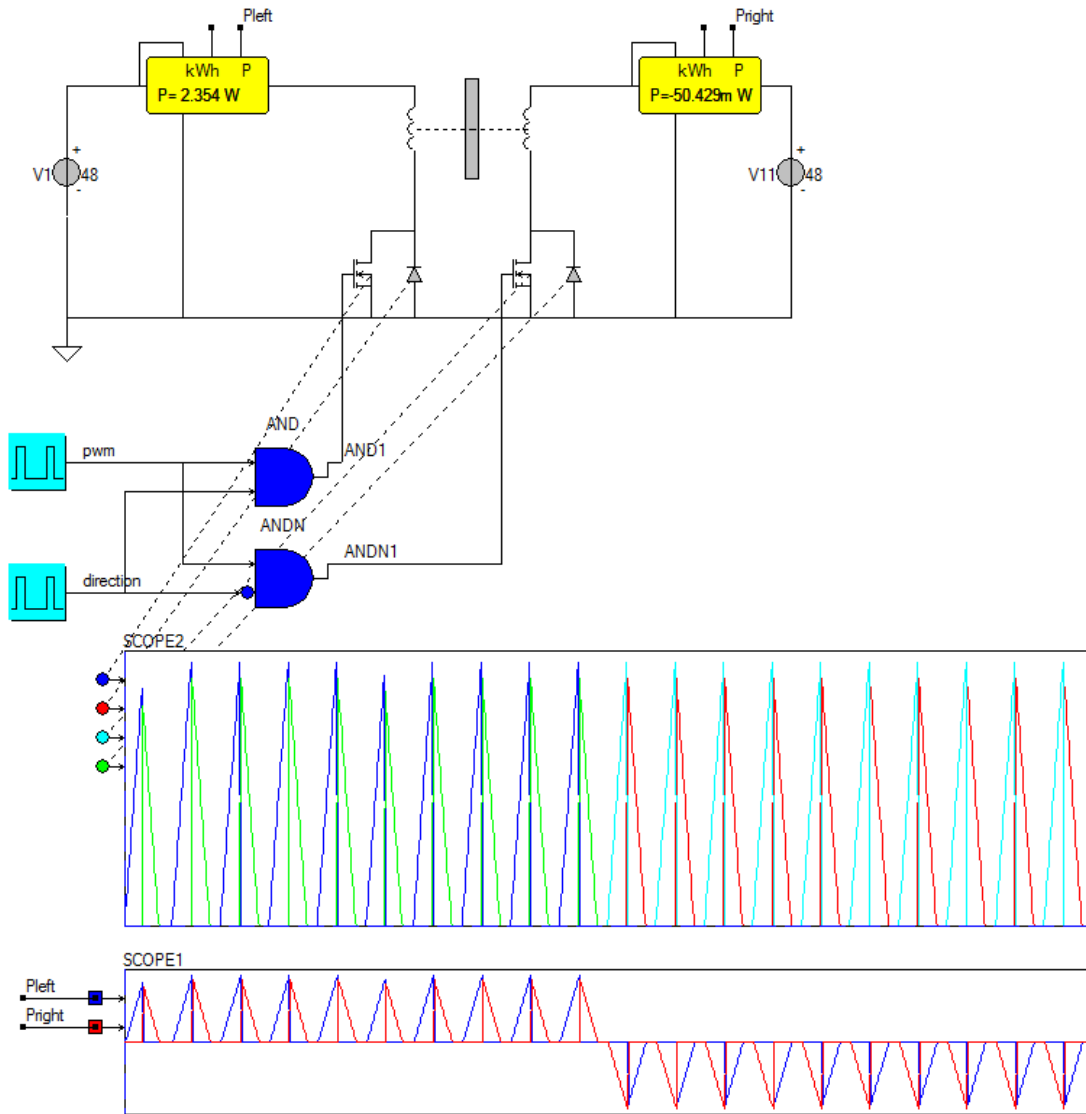 Pleft
Pright
kWh P
P= 2.354 W
kWh P
P=-50.429m W
+
V1 48
-
+
V11 48
-
AND
pwm
AND1
ANDN
ANDN1
direction
SCOPE2
SCOPE1
Pleft
Pright